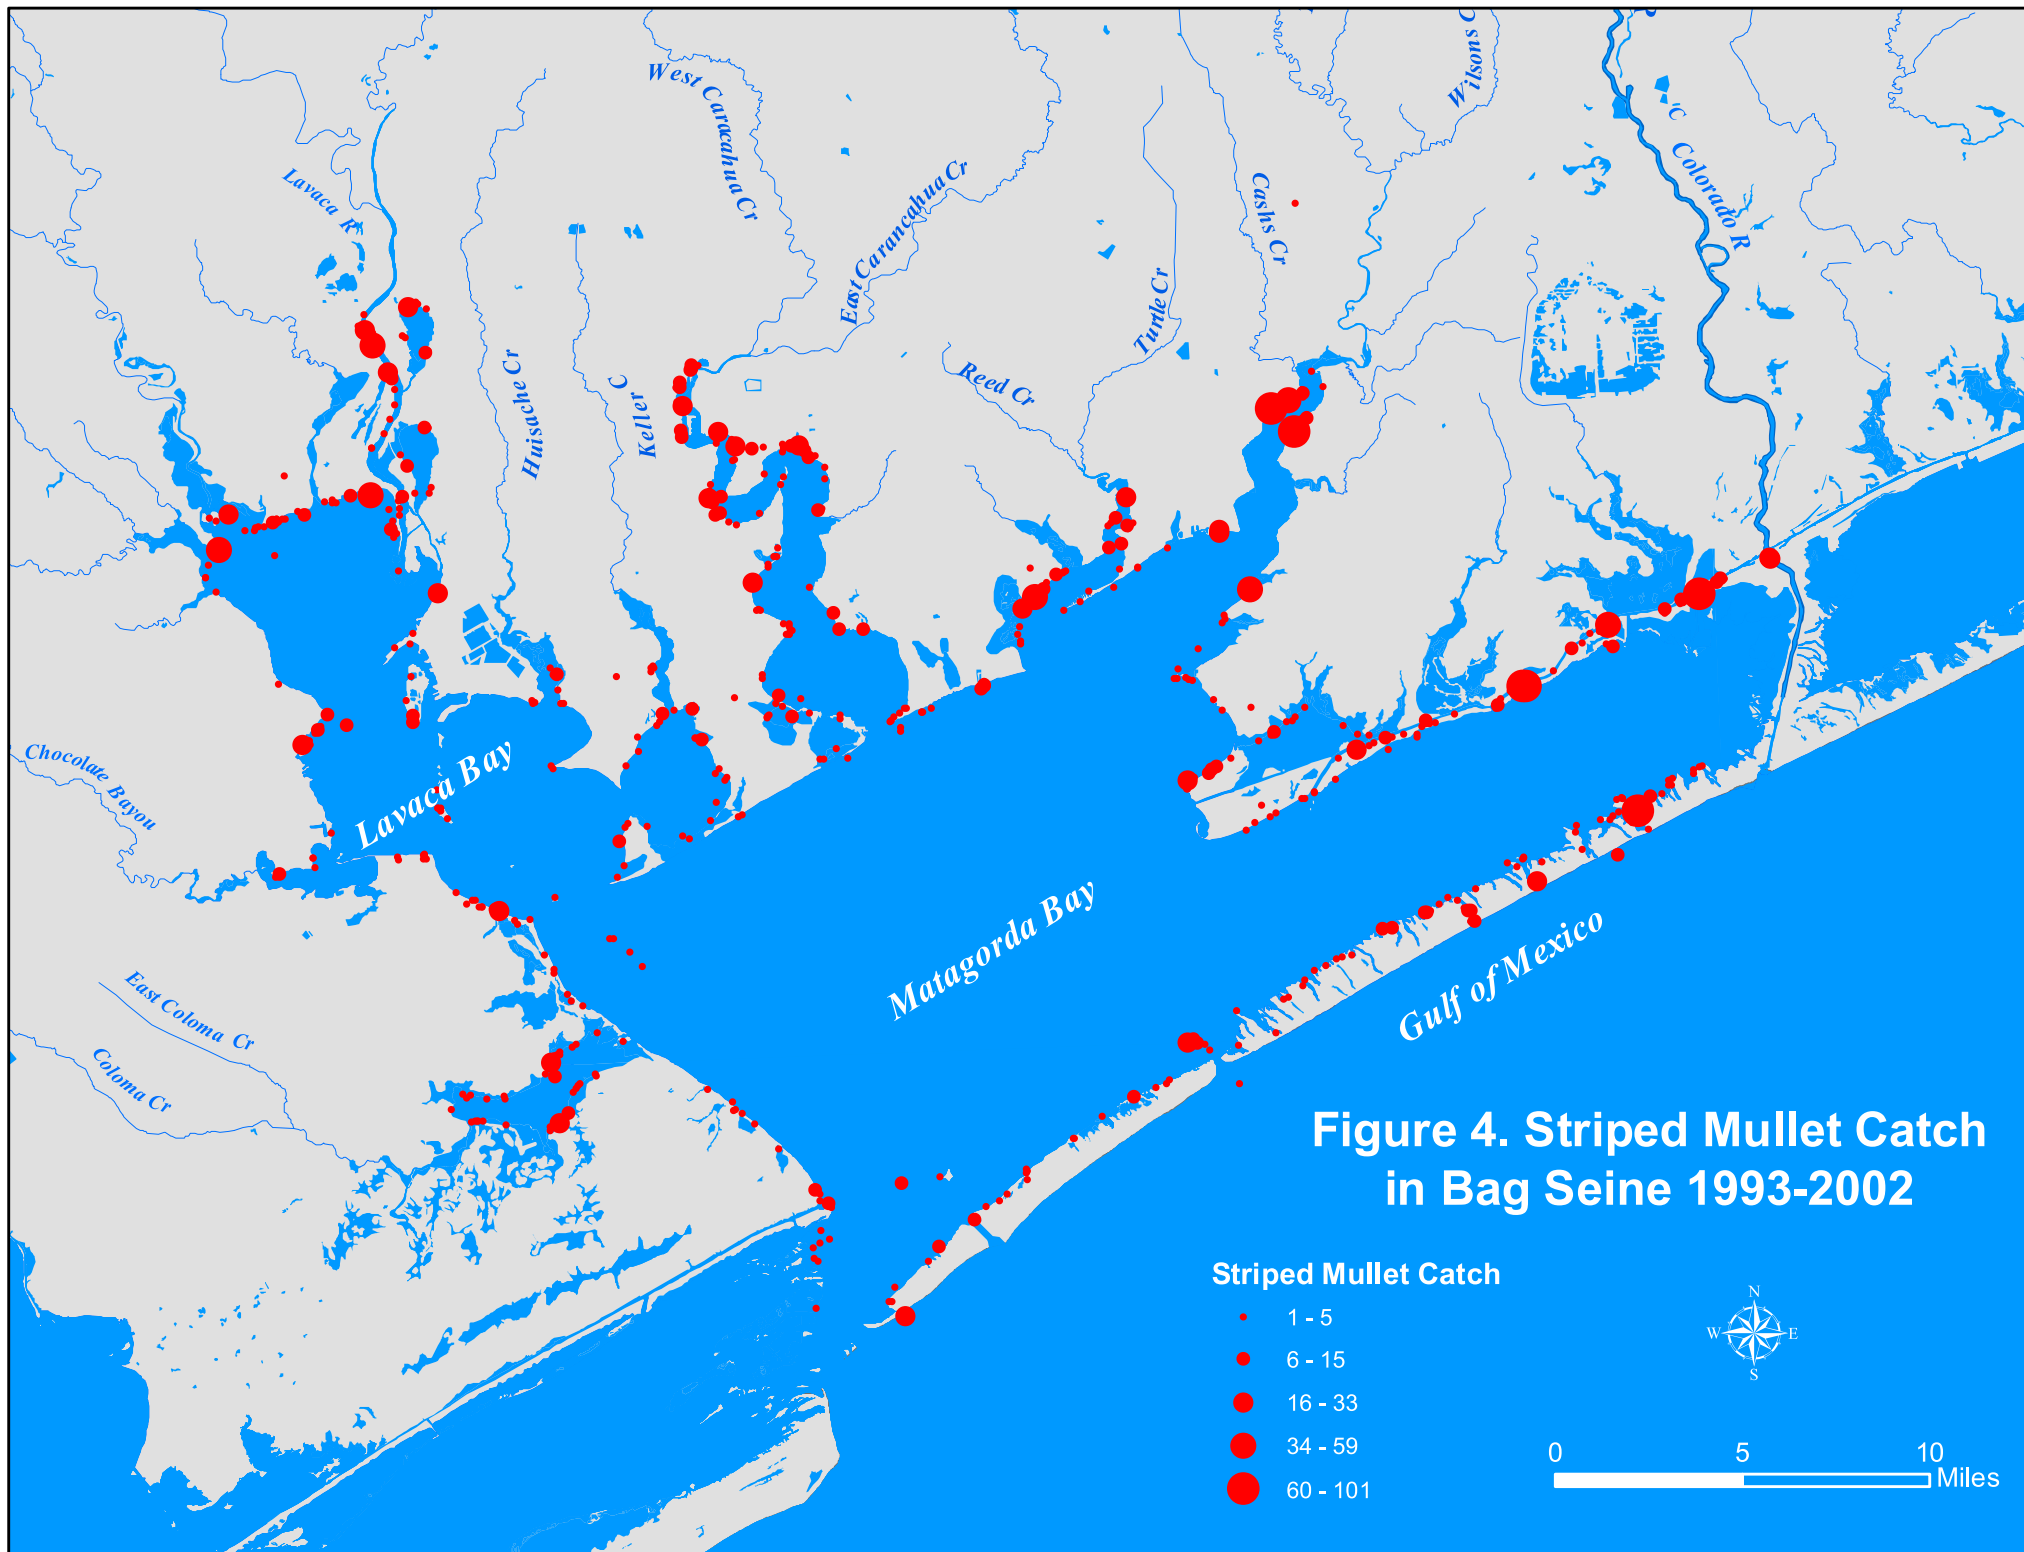 West Caracahua Cr
Wilsons C
C
Colorado R
Lavaca R
East Carancahua Cr
Cashs Cr
Turtle Cr
Reed Cr
Huisache Cr
Keller C
Chocolate Bayou
Lavaca Bay
Matagorda Bay
Gulf of Mexico
East Coloma Cr
Coloma Cr
Figure 4. Striped Mullet Catch
in Bag Seine 1993-2002
Striped Mullet Catch
1 - 5
6 - 15
16 - 33
34 - 59
60 - 101
N
W E
S
0 5 10
Miles